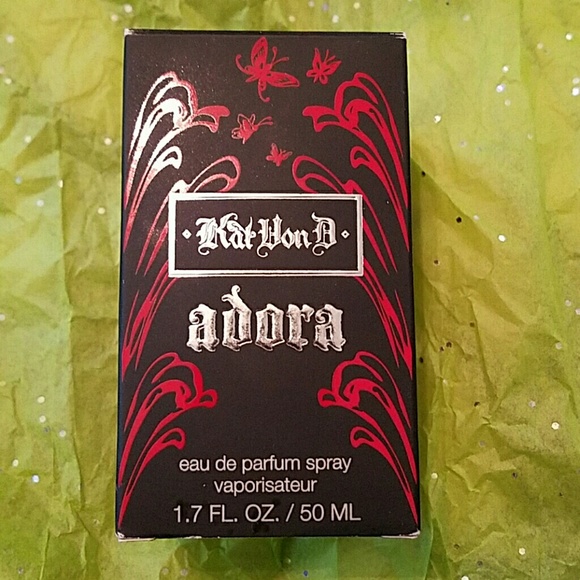 · Kat Von D ·
adora
eau de parfum spray
vaporisateur
1.7 FL. OZ. / 50 ML